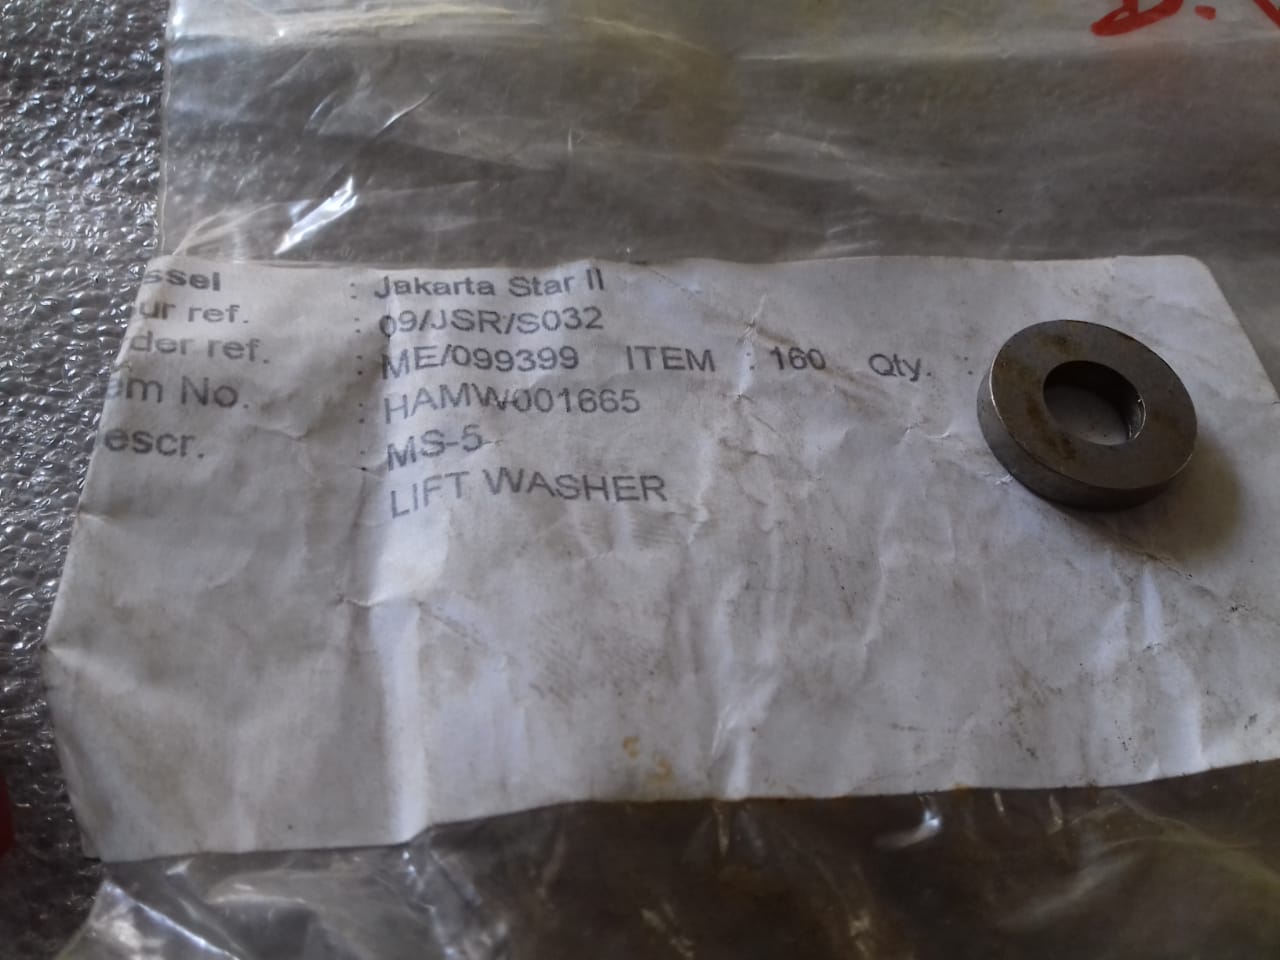 ssel : Jakarta Star II
ur ref. : 09/JSR/S032
der ref. : ME/099399 ITEM : 160 Qty. :
em No. : HAMW001665
escr. : MS-5
LIFT WASHER